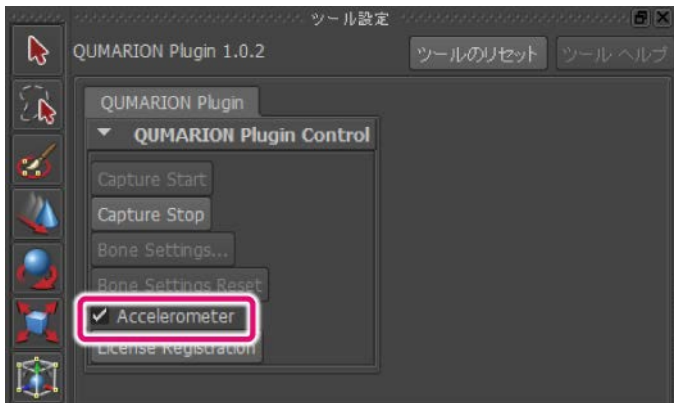 ツール設定
QUMARION Plugin 1.0.2
ツールのリセット
ツール ヘルプ
QUMARION Plugin
QUMARION Plugin Control
Capture Start
Capture Stop
Bone Settings...
Bone Settings Reset
Accelerometer
License Registration